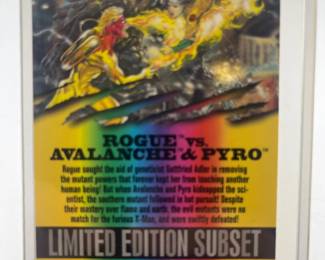 ROGUE™ VS.
AVALANCHE™ & PYRO™
Rogue saught the aid of geneticist Gottfried Adler in removing
the mutant powers that forever kept her from touching another
human being! But when Avalanche and Pyro kidnapped the sci-
entist, the southern mutant followed in hot pursuit! Despite
their mastery over flame and earth, the evil mutants were no
match for the furious X-Man, and were swiftly defeated!
LIMITED EDITION SUBSET